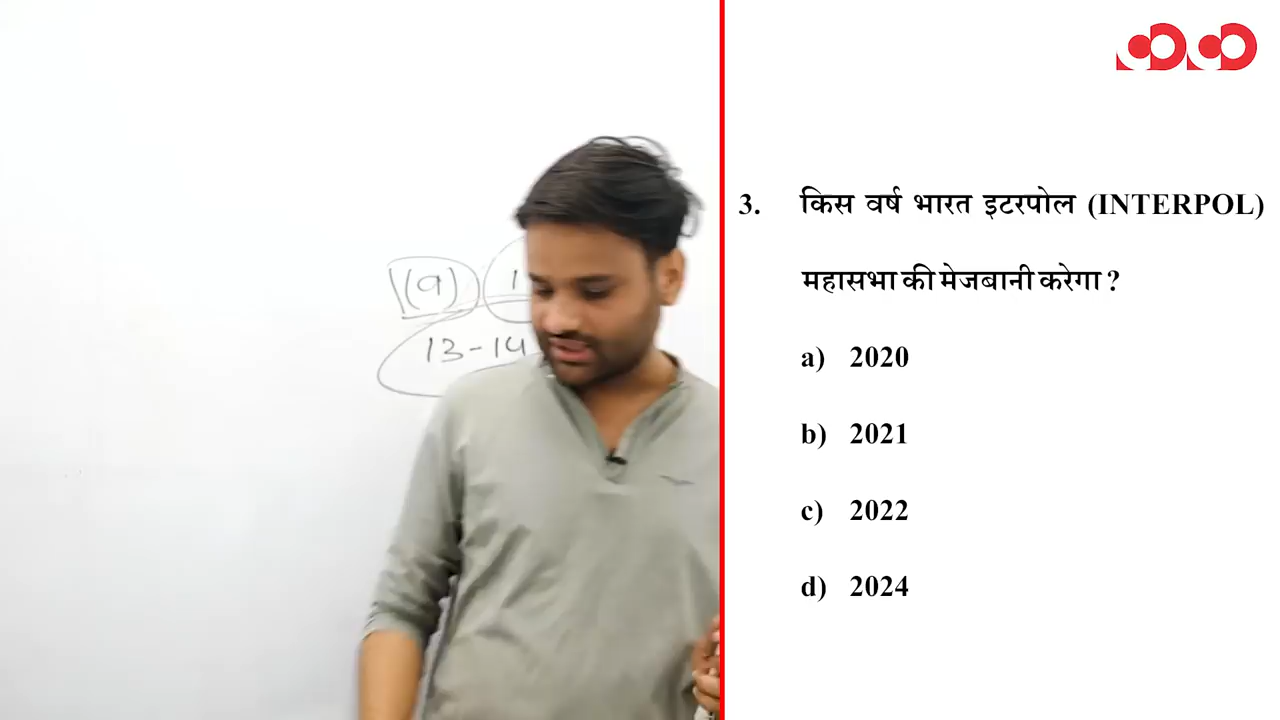 (9)
13-14
3. किस वर्ष भारत इटरपोल (INTERPOL)
महासभा की मेजबानी करेगा ?
a) 2020
b) 2021
c) 2022
d) 2024